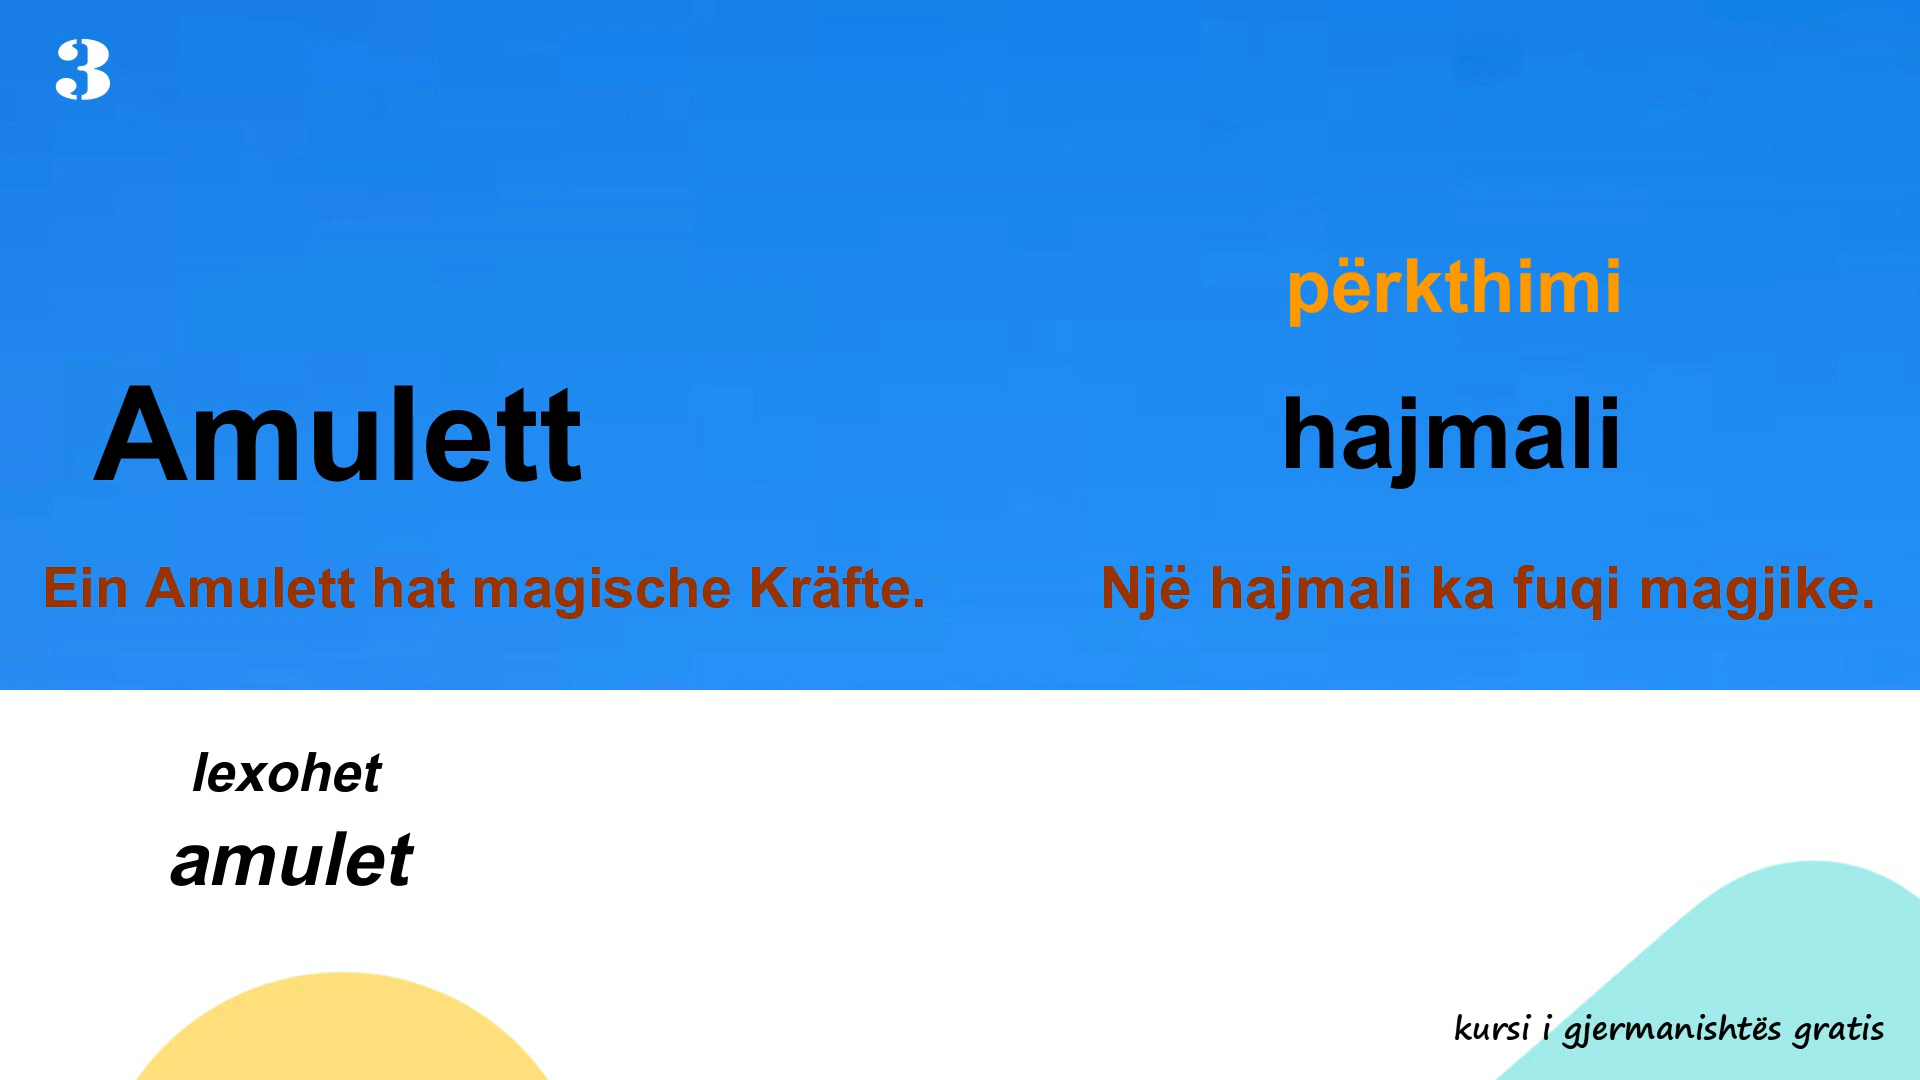 3
përkthimi
Amulett
hajmali
Ein Amulett hat magische Kräfte.
Një hajmali ka fuqi magjike.
lexohet
amulet
kursi i gjermanishtës gratis